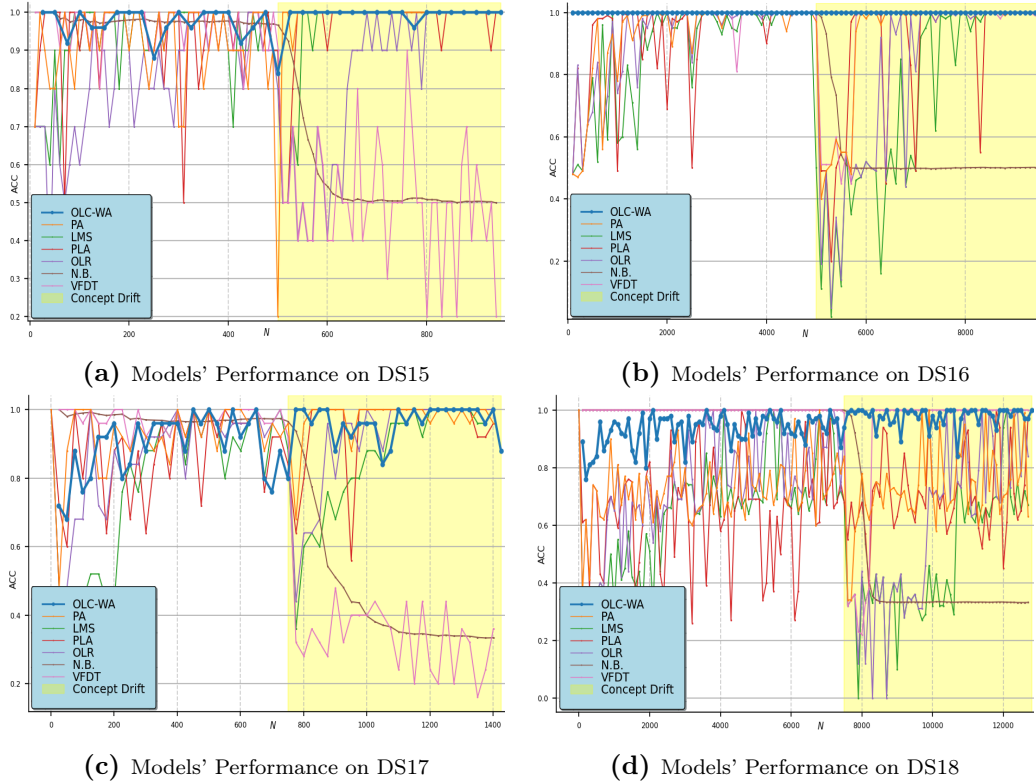 1.0
0.9
0.8
0.7
0.6
ACC
0.5
0.4
0.3
0.2
OLC-WA
PA
LMS
PLA
OLR
N.B.
VFDT
Concept Drift
0
200
400
N
600
800
(a) Models' Performance on DS15
1.0
0.8
0.6
ACC
0.4
0.2
OLC-WA
PA
LMS
PLA
OLR
N.B.
VFDT
Concept Drift
0
2000
4000
N
6000
8000
(b) Models' Performance on DS16
1.0
0.8
0.6
ACC
0.4
0.2
OLC-WA
PA
LMS
PLA
OLR
N.B.
VFDT
Concept Drift
0
200
400
600
N
800
1000
1200
1400
(c) Models' Performance on DS17
1.0
0.8
0.6
ACC
0.4
0.2
0.0
OLC-WA
PA
LMS
PLA
OLR
N.B.
VFDT
Concept Drift
0
2000
4000
6000
N
8000
10000
12000
(d) Models' Performance on DS18